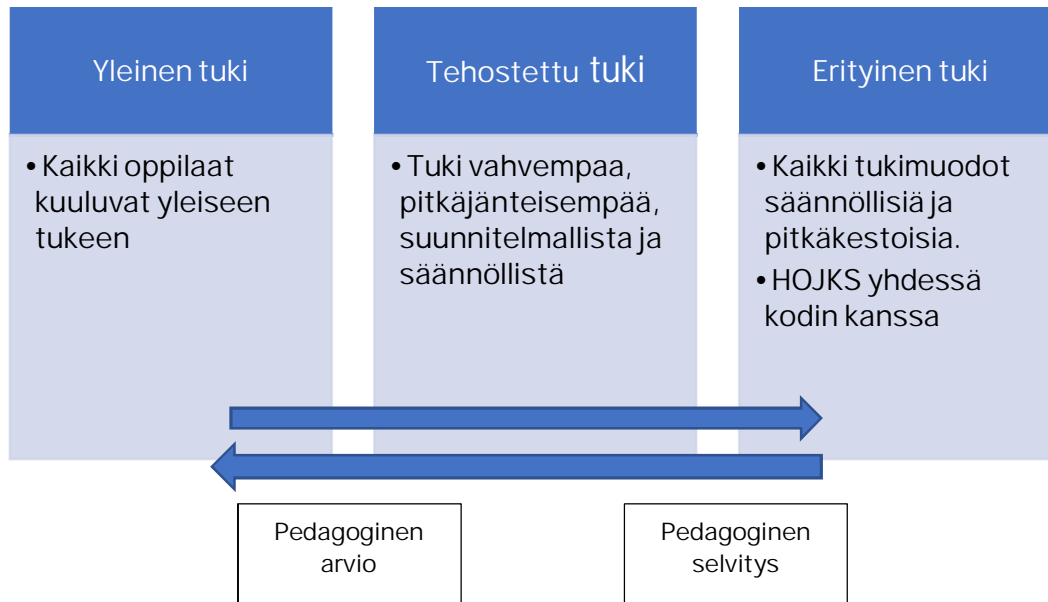 Yleinen tuki
• Kaikki oppilaat
kuuluvat yleiseen
tukeen
Tehostettu tuki
• Tuki vahvempaa,
pitkäjänteisempää,
suunnitelmallista ja
säännöllistä
Erityinen tuki
• Kaikki tukimuodot
säännöllisiä ja
pitkäkestoisia.
• HOJKS yhdessä
kodin kanssa
Pedagoginen
arvio
Pedagoginen
selvitys